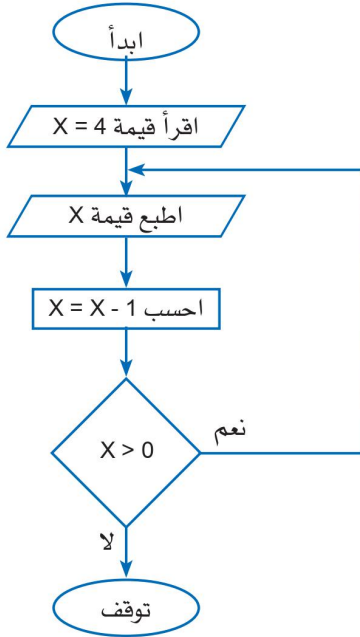 ابدأ
اقرأ قيمة X = 4
اطبع قيمة X
احسب X = X - 1
X > 0
نعم
لا
توقف